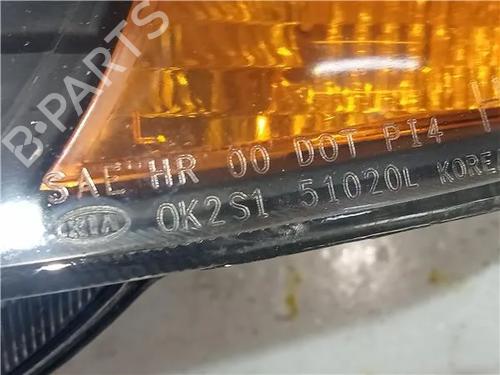 B-PARTS
SAE HR 00 DOT PI4
KIA 0K2S1 51020L KOREA